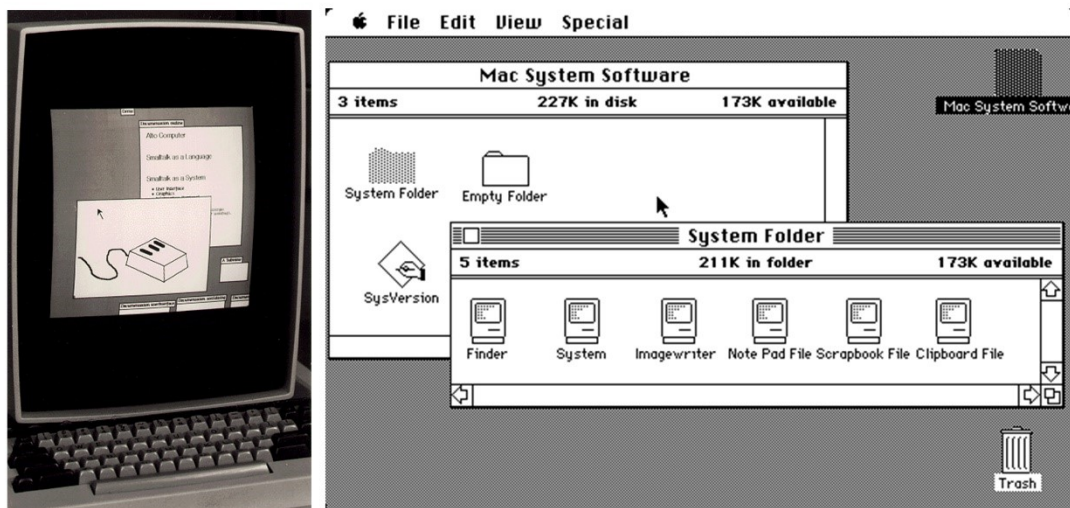 Smalltalk as a Language
Smalltalk as a System
File Edit View Special
Mac System Software
3 items 227K in disk 173K available
System Folder
Empty Folder
SysVersion
Mac System Softw
System Folder
5 items 211K in folder 173K available
Finder System Imagewriter Note Pad File Scrapbook File Clipboard File
Trash